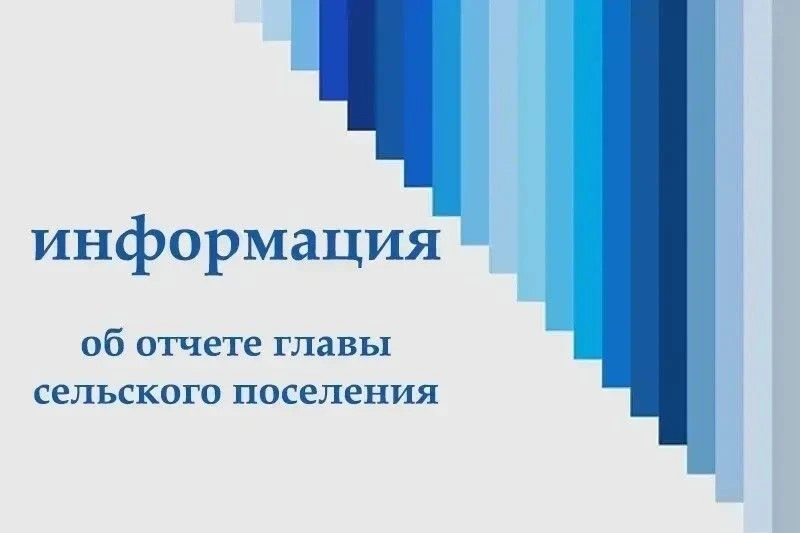 информация
об отчете главы
сельского поселения